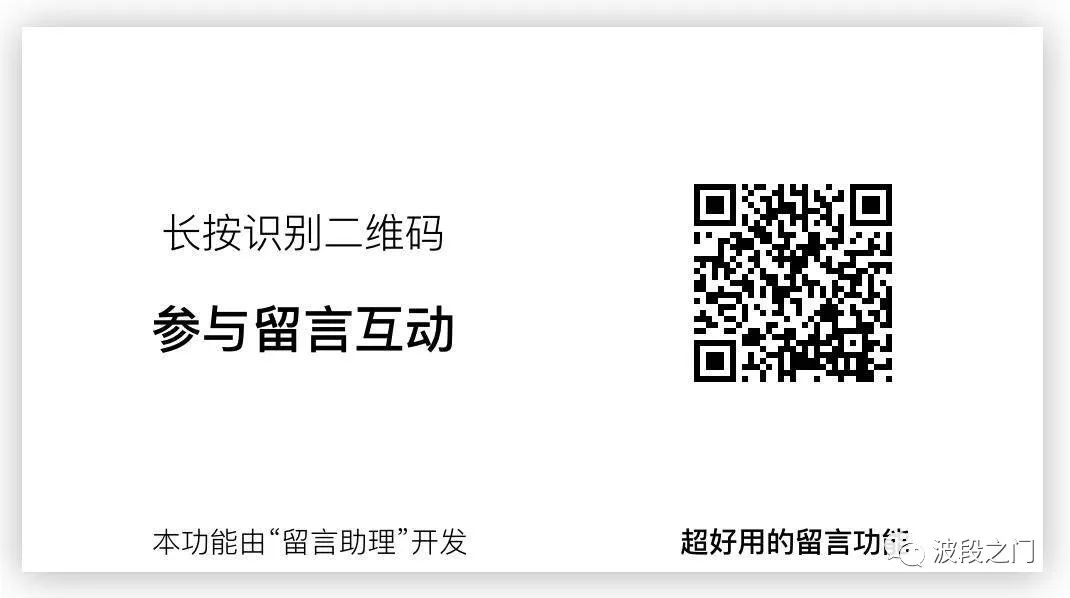 长按识别二维码
参与留言互动
本功能由“留言助理”开发
超好用的留言功能
波段之门